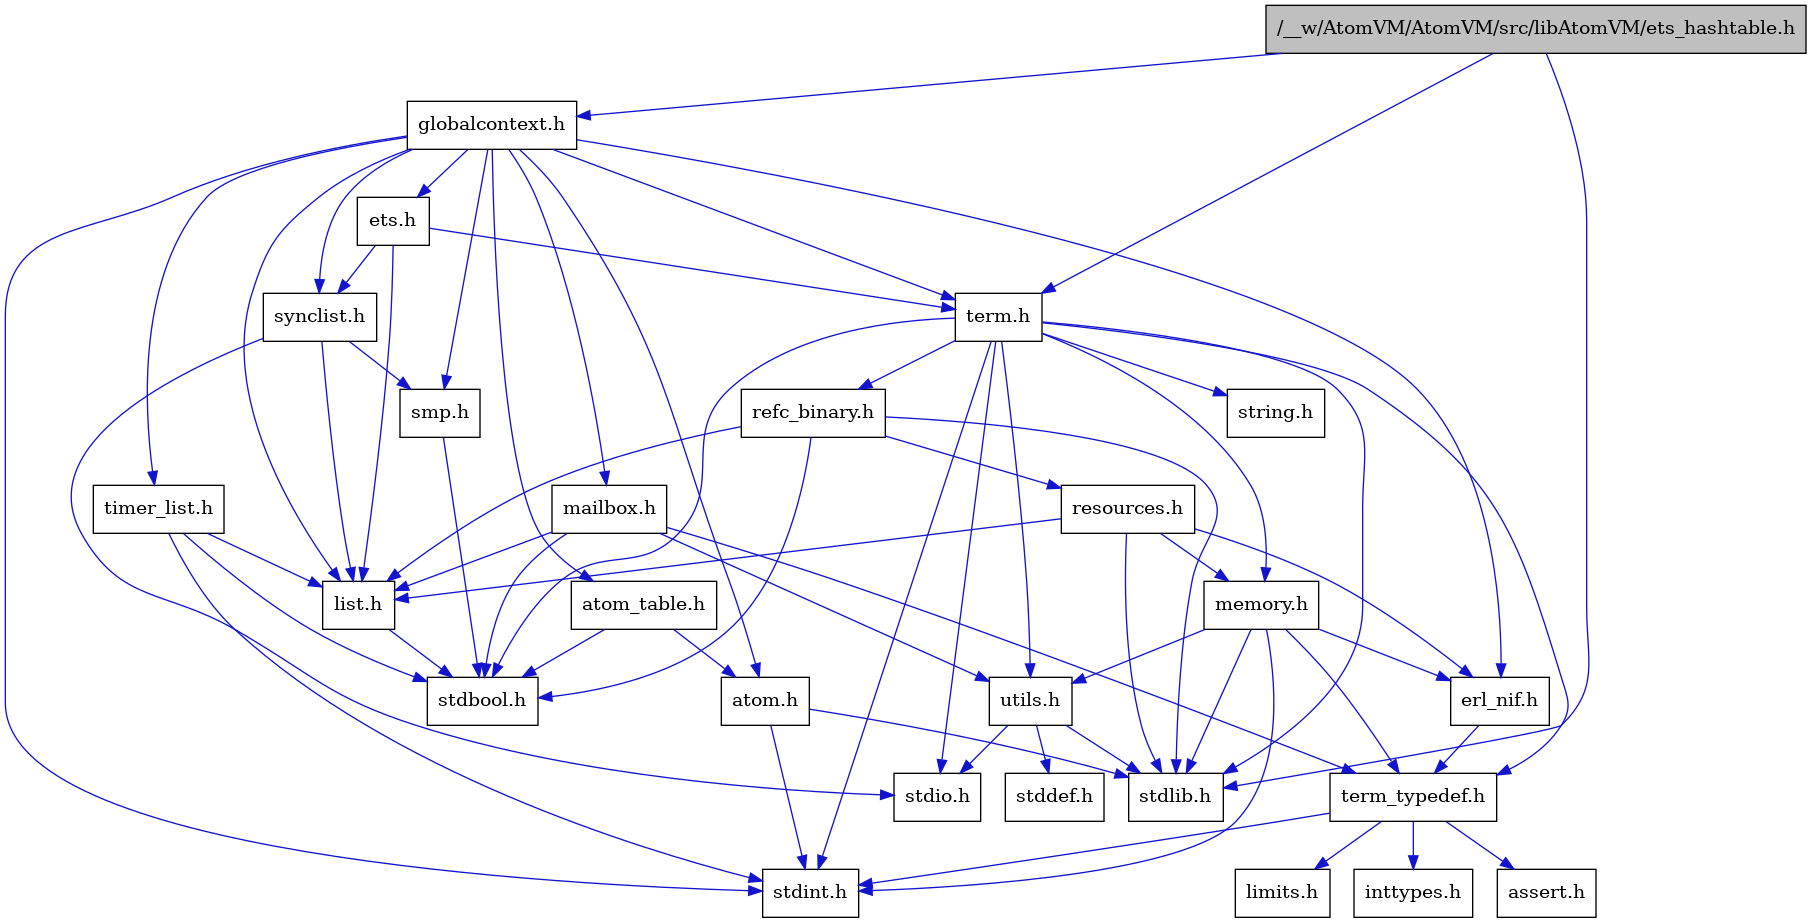 /__w/AtomVM/AtomVM/src/libAtomVM/ets_hashtable.h
globalcontext.h
ets.h
synclist.h
term.h
smp.h
refc_binary.h
string.h
timer_list.h
mailbox.h
resources.h
list.h
atom_table.h
memory.h
stdbool.h
atom.h
utils.h
erl_nif.h
stdio.h
stddef.h
stdlib.h
term_typedef.h
stdint.h
limits.h
inttypes.h
assert.h